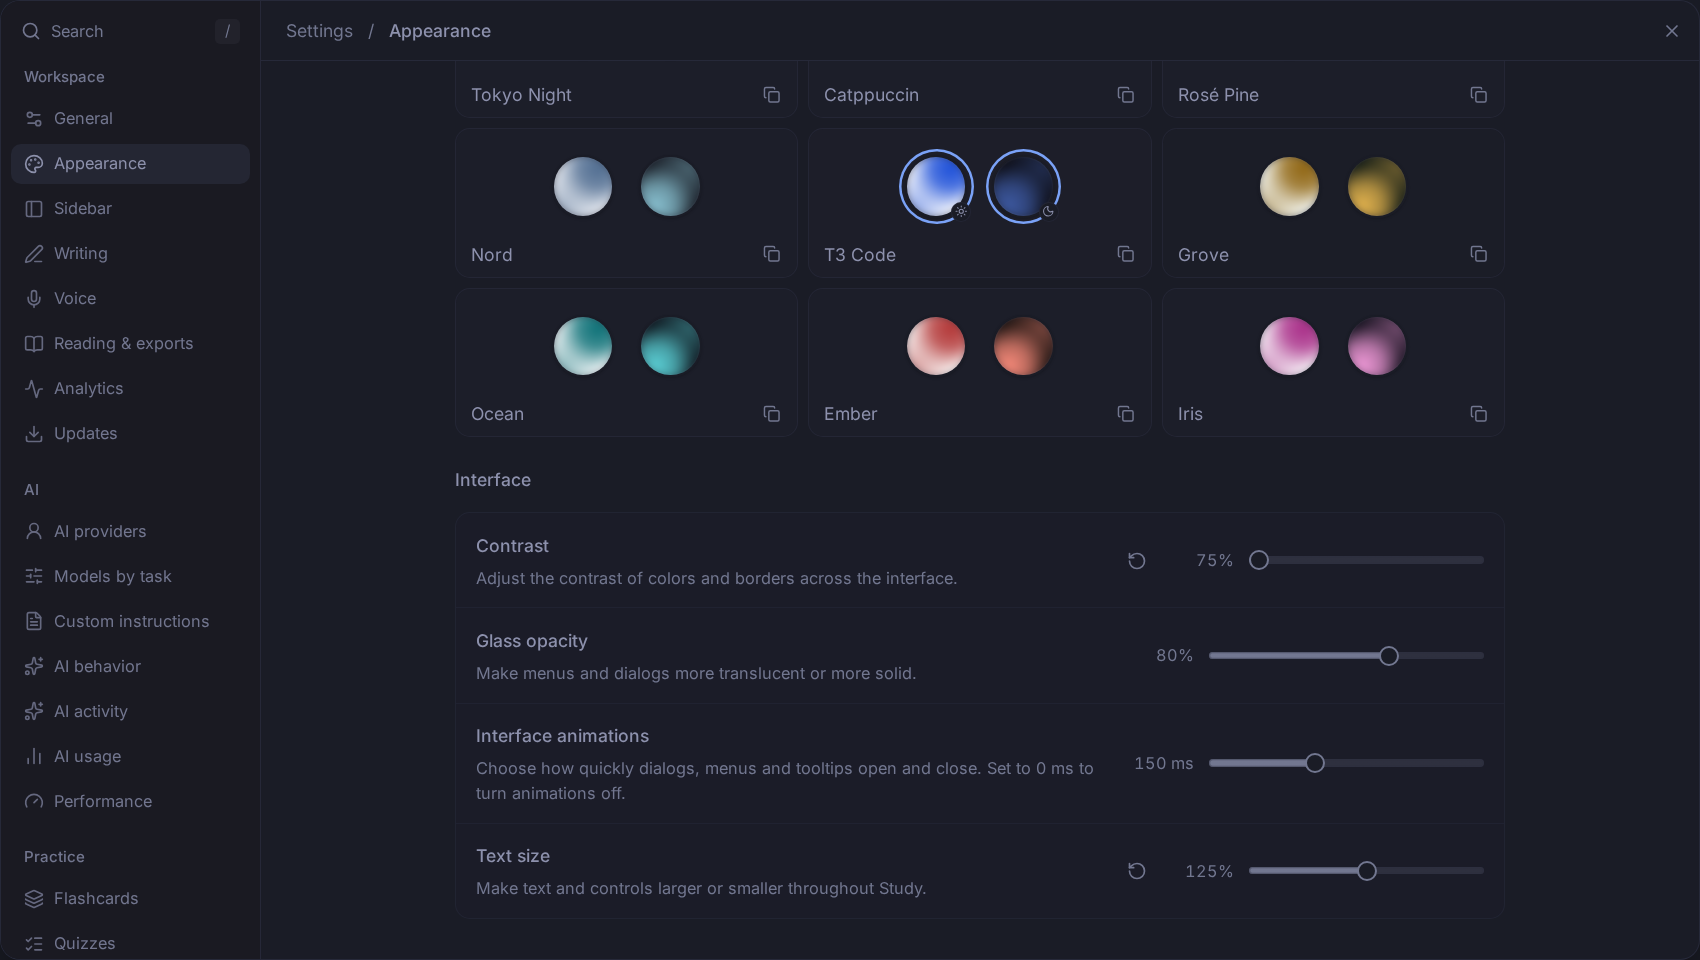 Search
/
Workspace
General
Appearance
Sidebar
Writing
Voice
Reading & exports
Analytics
Updates
AI
AI providers
Models by task
Custom instructions
AI behavior
AI activity
AI usage
Performance
Practice
Flashcards
Quizzes
Settings / Appearance
Tokyo Night
Catppuccin
Rosé Pine
Nord
T3 Code
Grove
Ocean
Ember
Iris
Interface
Contrast
Adjust the contrast of colors and borders across the interface.
75%
Glass opacity
Make menus and dialogs more translucent or more solid.
80%
Interface animations
Choose how quickly dialogs, menus and tooltips open and close. Set to 0 ms to
turn animations off.
150 ms
Text size
Make text and controls larger or smaller throughout Study.
125%